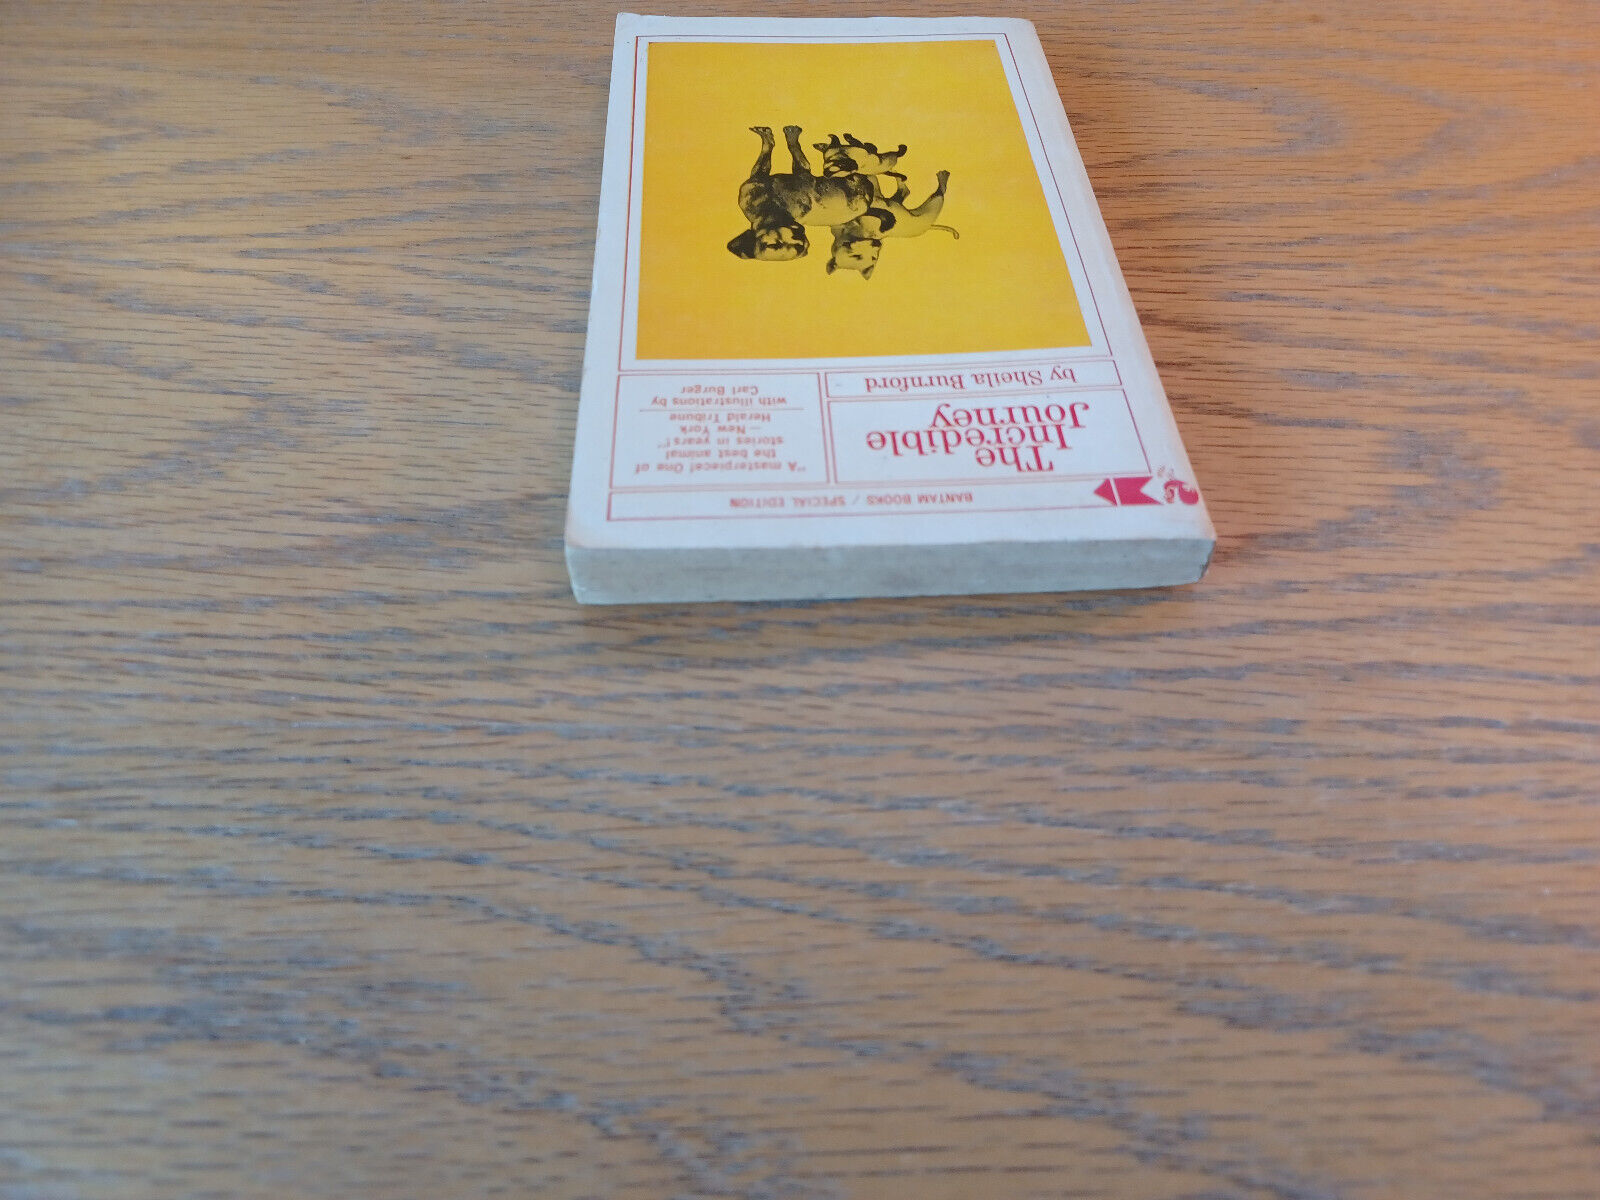 BANTAM BOOKS / SPECIAL EDITION
The
Incredible
Journey
by Sheila Burnford
"A masterpiece! One of
the best animal
stories in years!"
—New York
Herald Tribune
with illustrations by
Carl Burger